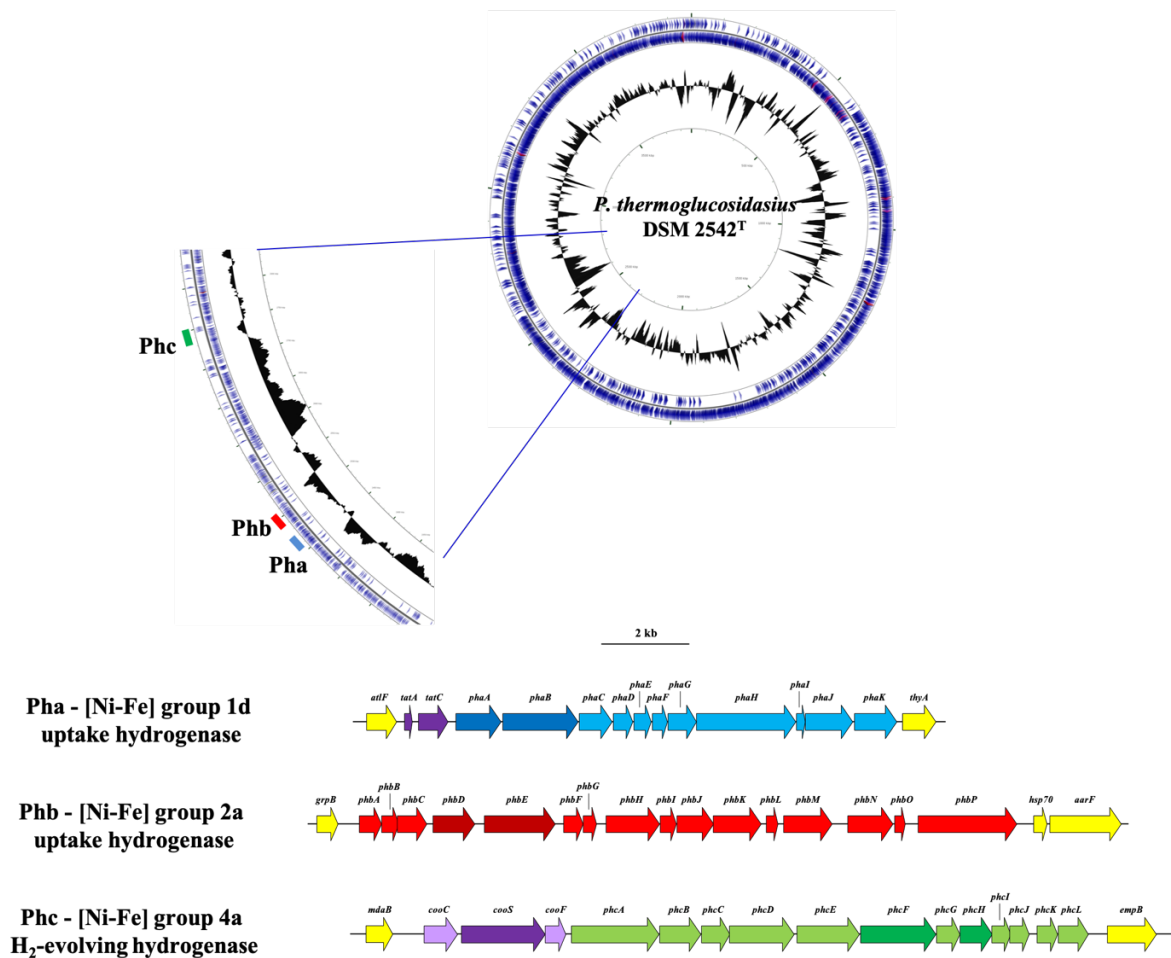 P. thermoglucosidasius
DSM 2542ᵀ
Phc
Phb
Pha
2 kb
Pha - [Ni-Fe] group 1d
uptake hydrogenase
atlF tatA tatC phaA phaB phaC phaD phaE phaF phaG phaH phaI phaJ phaK thyA
Phb - [Ni-Fe] group 2a
uptake hydrogenase
grpB phbA phbB phbC phbD phbE phbF phbG phbH phbI phbJ phbK phbL phbM phbN phbO phbP hsp70 aarF
Phc - [Ni-Fe] group 4a
H₂-evolving hydrogenase
mdaB cooC cooS cooF phcA phcB phcC phcD phcE phcF phcG phcH phcI phcJ phcK phcL empB